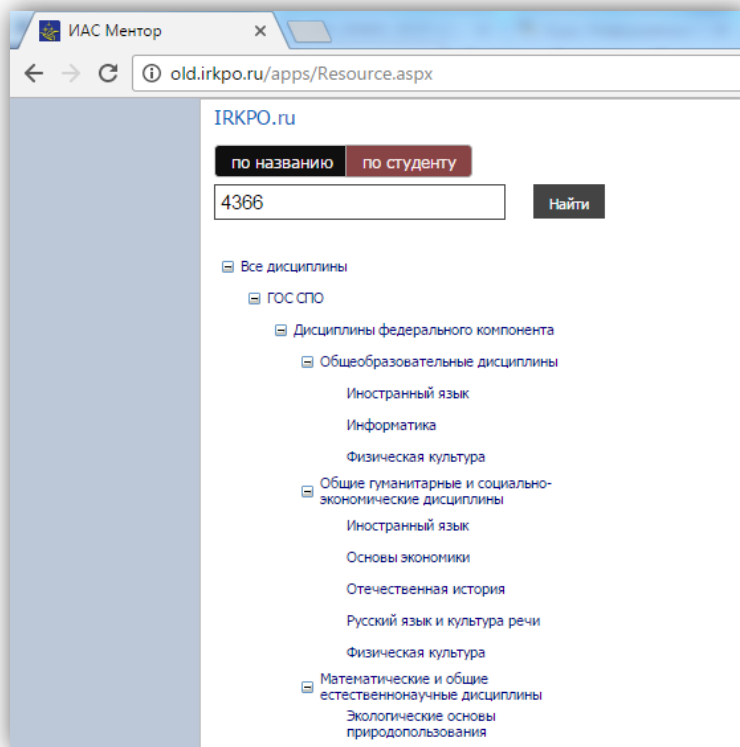 ИАС Ментор
old.irkpo.ru/apps/Resource.aspx
IRKPO.ru
по названию по студенту
4366 Найти
Все дисциплины
ГОС СПО
Дисциплины федерального компонента
Общеобразовательные дисциплины
Иностранный язык
Информатика
Физическая культура
Общие гуманитарные и социально-
экономические дисциплины
Иностранный язык
Основы экономики
Отечественная история
Русский язык и культура речи
Физическая культура
Математические и общие
естественнонаучные дисциплины
Экологические основы
природопользования